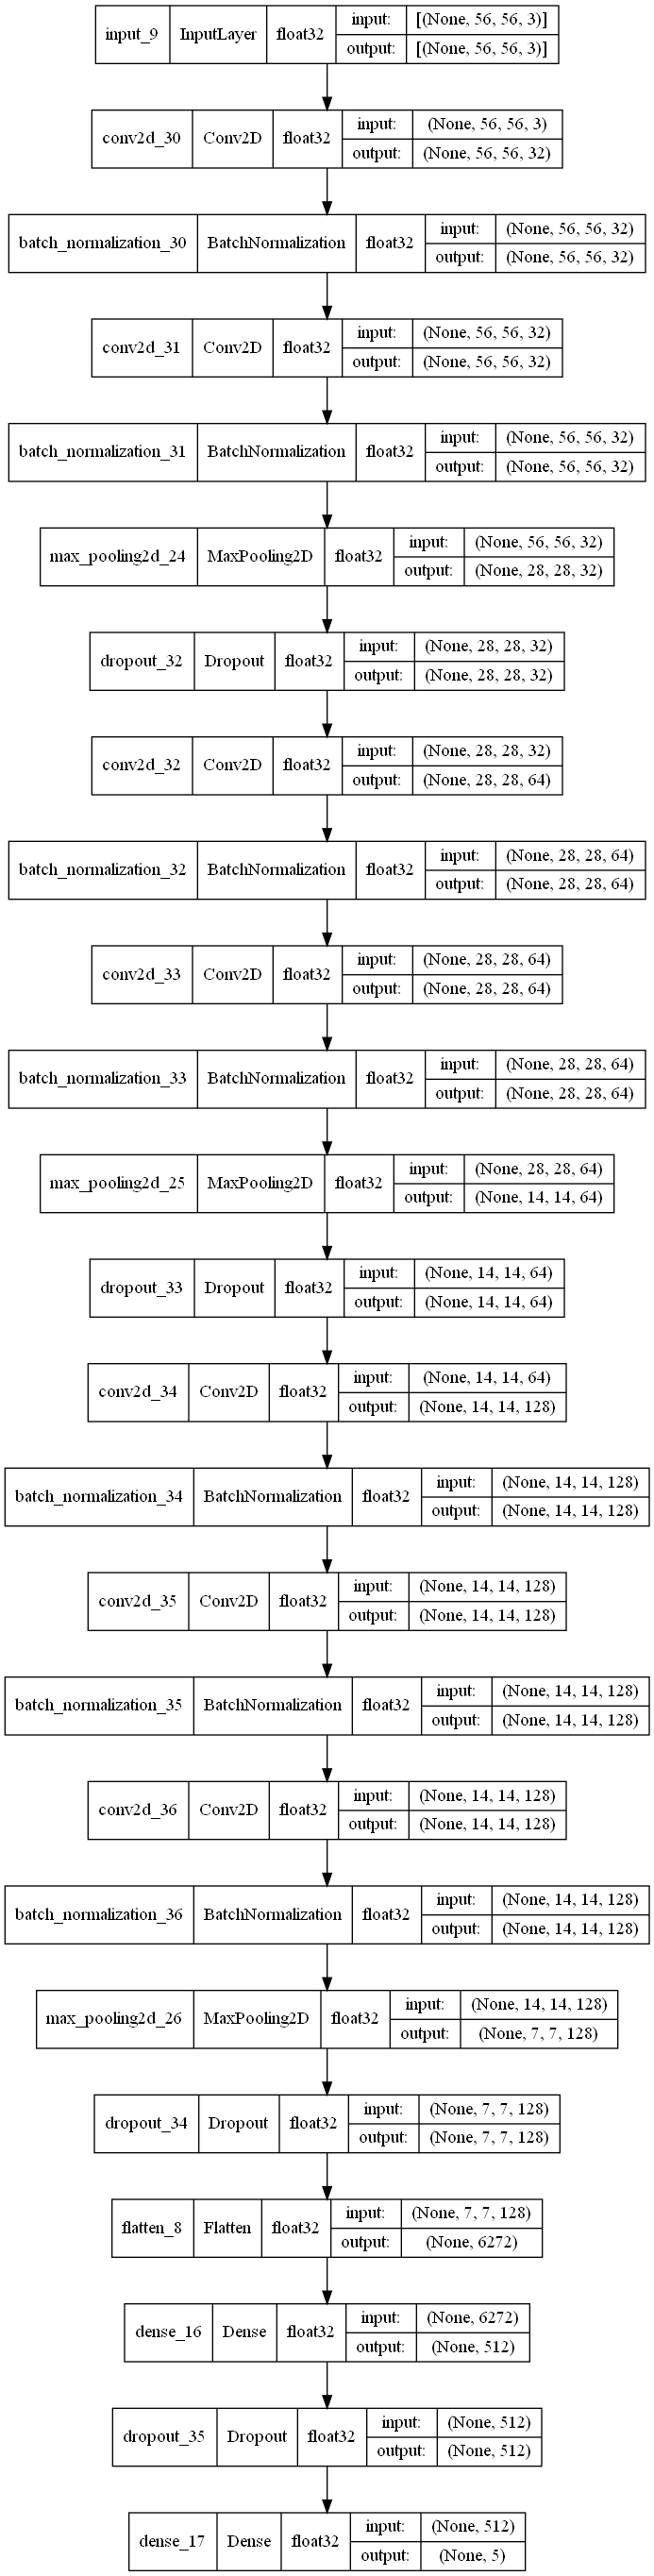 input_9 InputLayer float32 input: [(None, 56, 56, 3)]
output: [(None, 56, 56, 3)]
conv2d_30 Conv2D float32 input: (None, 56, 56, 3)
output: (None, 56, 56, 32)
batch_normalization_30 BatchNormalization float32 input: (None, 56, 56, 32)
output: (None, 56, 56, 32)
conv2d_31 Conv2D float32 input: (None, 56, 56, 32)
output: (None, 56, 56, 32)
batch_normalization_31 BatchNormalization float32 input: (None, 56, 56, 32)
output: (None, 56, 56, 32)
max_pooling2d_24 MaxPooling2D float32 input: (None, 56, 56, 32)
output: (None, 28, 28, 32)
dropout_32 Dropout float32 input: (None, 28, 28, 32)
output: (None, 28, 28, 32)
conv2d_32 Conv2D float32 input: (None, 28, 28, 32)
output: (None, 28, 28, 64)
batch_normalization_32 BatchNormalization float32 input: (None, 28, 28, 64)
output: (None, 28, 28, 64)
conv2d_33 Conv2D float32 input: (None, 28, 28, 64)
output: (None, 28, 28, 64)
batch_normalization_33 BatchNormalization float32 input: (None, 28, 28, 64)
output: (None, 28, 28, 64)
max_pooling2d_25 MaxPooling2D float32 input: (None, 28, 28, 64)
output: (None, 14, 14, 64)
dropout_33 Dropout float32 input: (None, 14, 14, 64)
output: (None, 14, 14, 64)
conv2d_34 Conv2D float32 input: (None, 14, 14, 64)
output: (None, 14, 14, 128)
batch_normalization_34 BatchNormalization float32 input: (None, 14, 14, 128)
output: (None, 14, 14, 128)
conv2d_35 Conv2D float32 input: (None, 14, 14, 128)
output: (None, 14, 14, 128)
batch_normalization_35 BatchNormalization float32 input: (None, 14, 14, 128)
output: (None, 14, 14, 128)
conv2d_36 Conv2D float32 input: (None, 14, 14, 128)
output: (None, 14, 14, 128)
batch_normalization_36 BatchNormalization float32 input: (None, 14, 14, 128)
output: (None, 14, 14, 128)
max_pooling2d_26 MaxPooling2D float32 input: (None, 14, 14, 128)
output: (None, 7, 7, 128)
dropout_34 Dropout float32 input: (None, 7, 7, 128)
output: (None, 7, 7, 128)
flatten_8 Flatten float32 input: (None, 7, 7, 128)
output: (None, 6272)
dense_16 Dense float32 input: (None, 6272)
output: (None, 512)
dropout_35 Dropout float32 input: (None, 512)
output: (None, 512)
dense_17 Dense float32 input: (None, 512)
output: (None, 5)